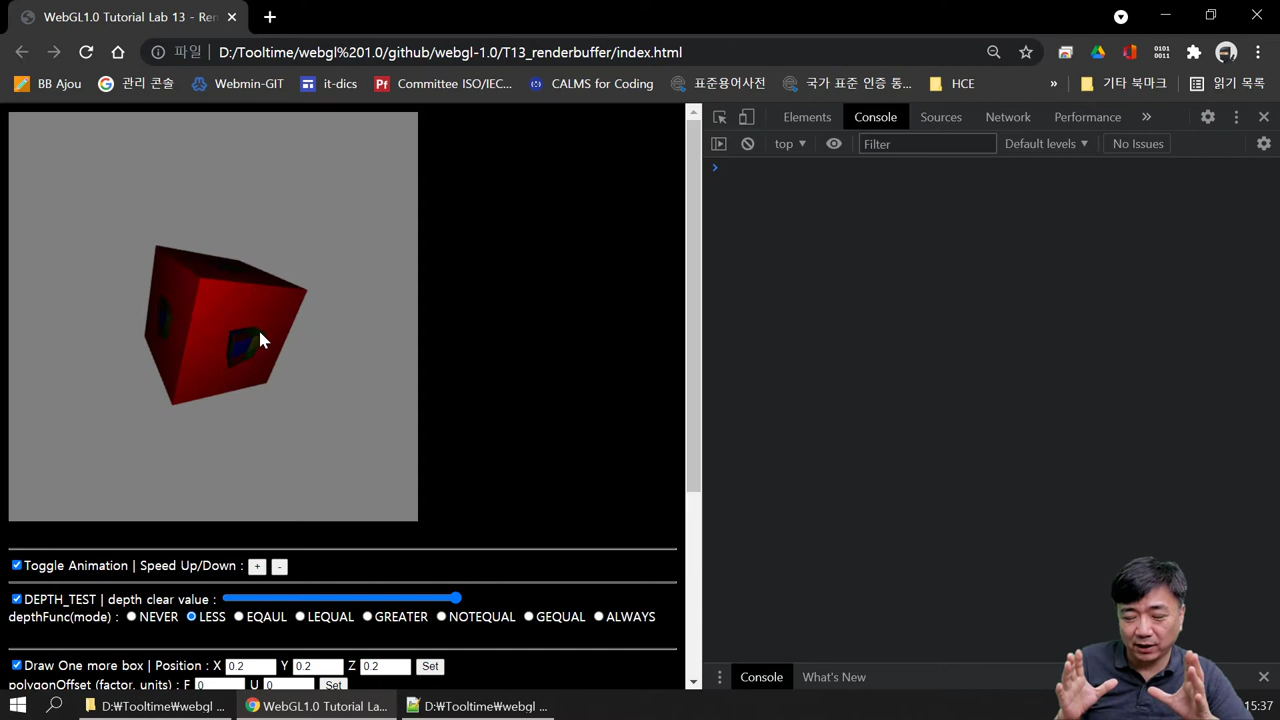 WebGL1.0 Tutorial Lab 13 - Ren
파일 D:/Tooltime/webgl%201.0/github/webgl-1.0/T13_renderbuffer/index.html
BB Ajou 관리 콘솔 Webmin-GIT it-dics Committee ISO/IEC... CALMS for Coding 표준용어사전 국가 표준 인증 통... HCE » 기타 북마크 읽기 목록
Elements Console Sources Network Performance »
top Filter Default levels No Issues
Toggle Animation | Speed Up/Down : + -
DEPTH_TEST | depth clear value :
depthFunc(mode) : NEVER LESS EQAUL LEQUAL GREATER NOTEQUAL GEQUAL ALWAYS
Draw One more box | Position : X 0.2 Y 0.2 Z 0.2 Set
polygonOffset (factor, units) : F 0 U 0 Set
Console What's New
D:₩Tooltime₩webgl ... WebGL1.0 Tutorial La... D:₩Tooltime₩webgl ... 15:37